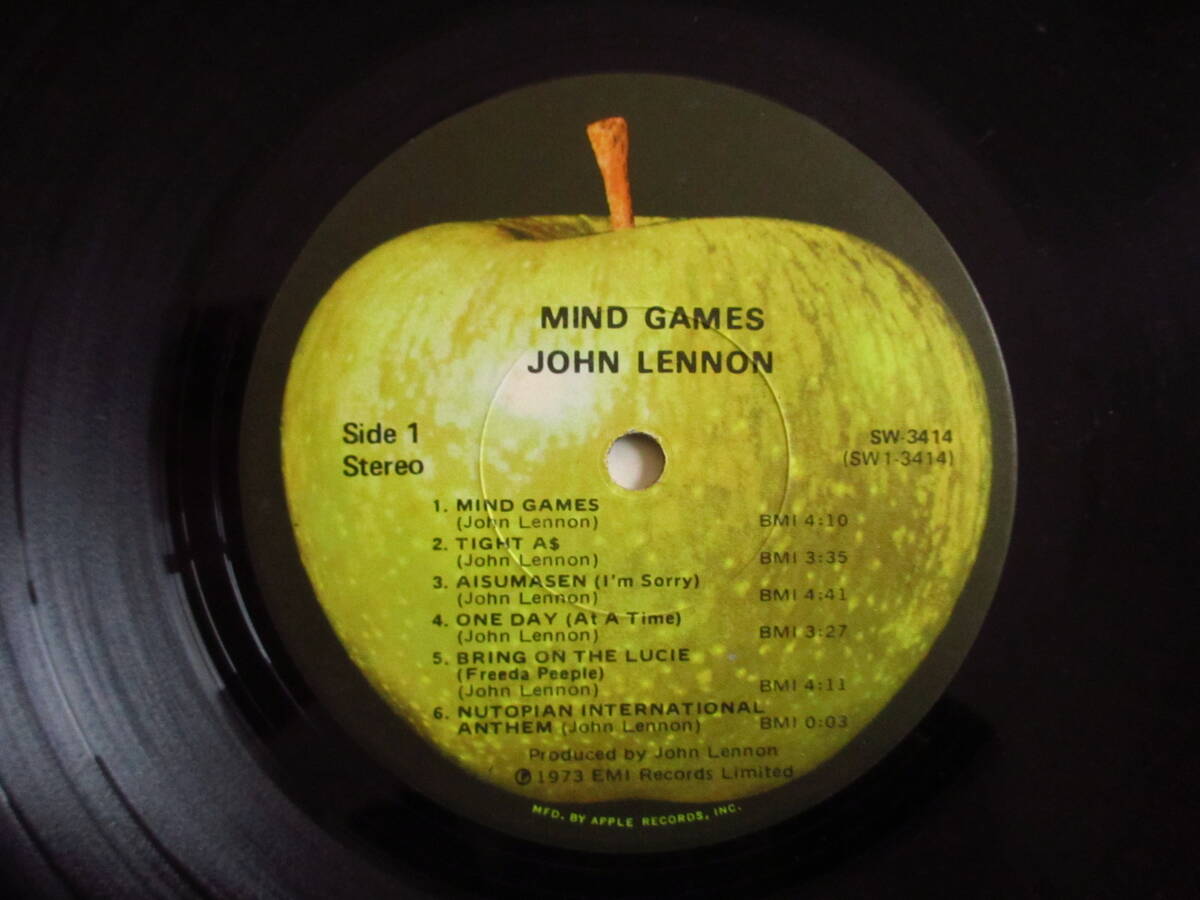 MIND GAMES
JOHN LENNON
Side 1
Stereo
SW-3414
(SW1-3414)
1. MIND GAMES
(John Lennon) BMI 4:10
2. TIGHT A$
(John Lennon) BMI 3:35
3. AISUMASEN (I'm Sorry)
(John Lennon) BMI 4:41
4. ONE DAY (At A Time)
(John Lennon) BMI 3:27
5. BRING ON THE LUCIE
(Freeda Peeple)
(John Lennon) BMI 4:11
6. NUTOPIAN INTERNATIONAL
ANTHEM (John Lennon) BMI 0:03
Produced by John Lennon
℗ 1973 EMI Records Limited
MFD. BY APPLE RECORDS, INC.